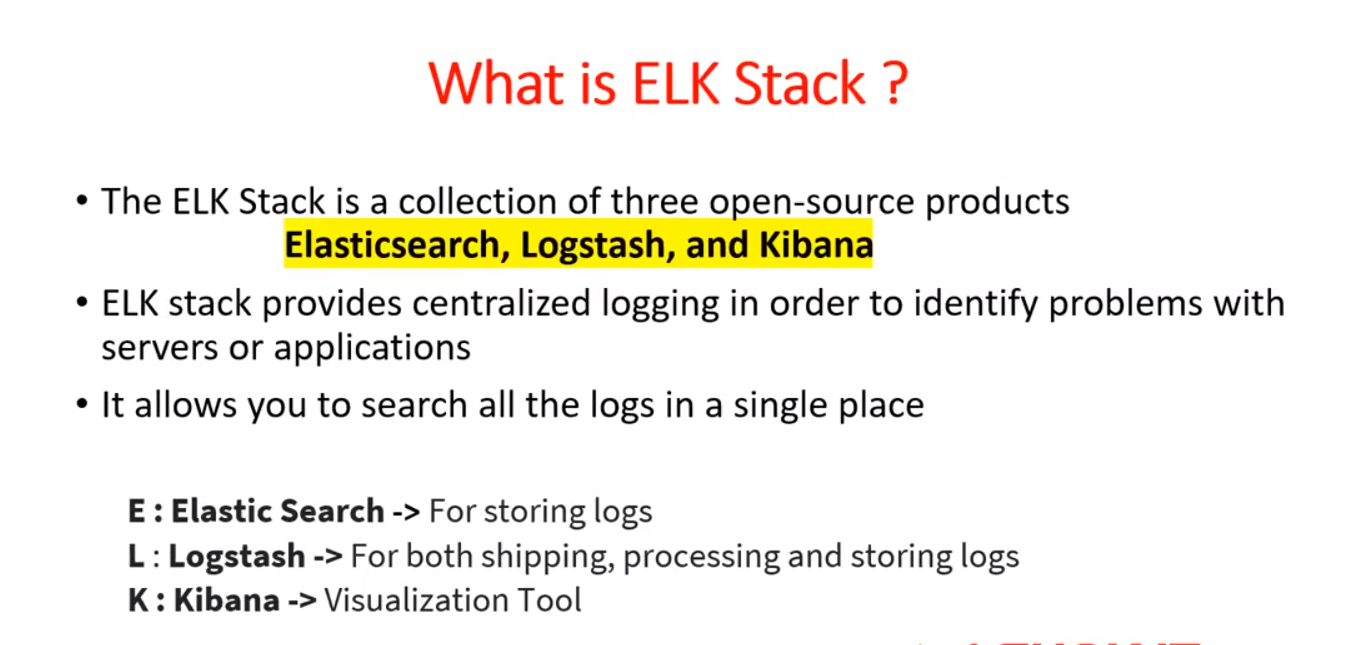 What is ELK Stack ?
• The ELK Stack is a collection of three open-source products
Elasticsearch, Logstash, and Kibana
• ELK stack provides centralized logging in order to identify problems with
servers or applications
• It allows you to search all the logs in a single place
E : Elastic Search -> For storing logs
L : Logstash -> For both shipping, processing and storing logs
K : Kibana -> Visualization Tool